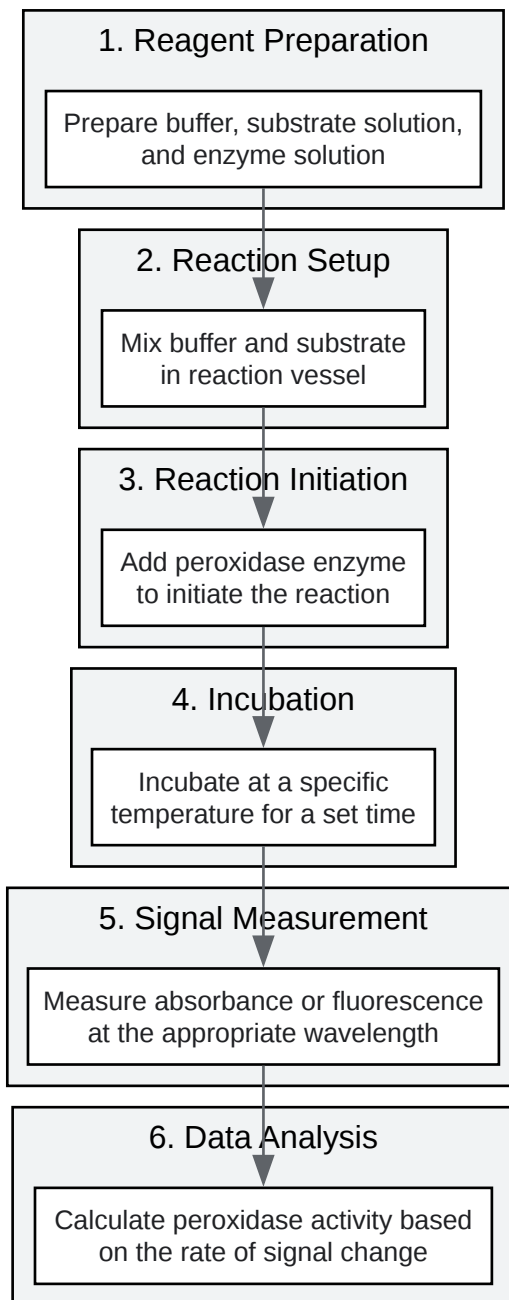 1. Reagent Preparation
Prepare buffer, substrate solution,
and enzyme solution
2. Reaction Setup
Mix buffer and substrate
in reaction vessel
3. Reaction Initiation
Add peroxidase enzyme
to initiate the reaction
4. Incubation
Incubate at a specific
temperature for a set time
5. Signal Measurement
Measure absorbance or fluorescence
at the appropriate wavelength
6. Data Analysis
Calculate peroxidase activity based
on the rate of signal change